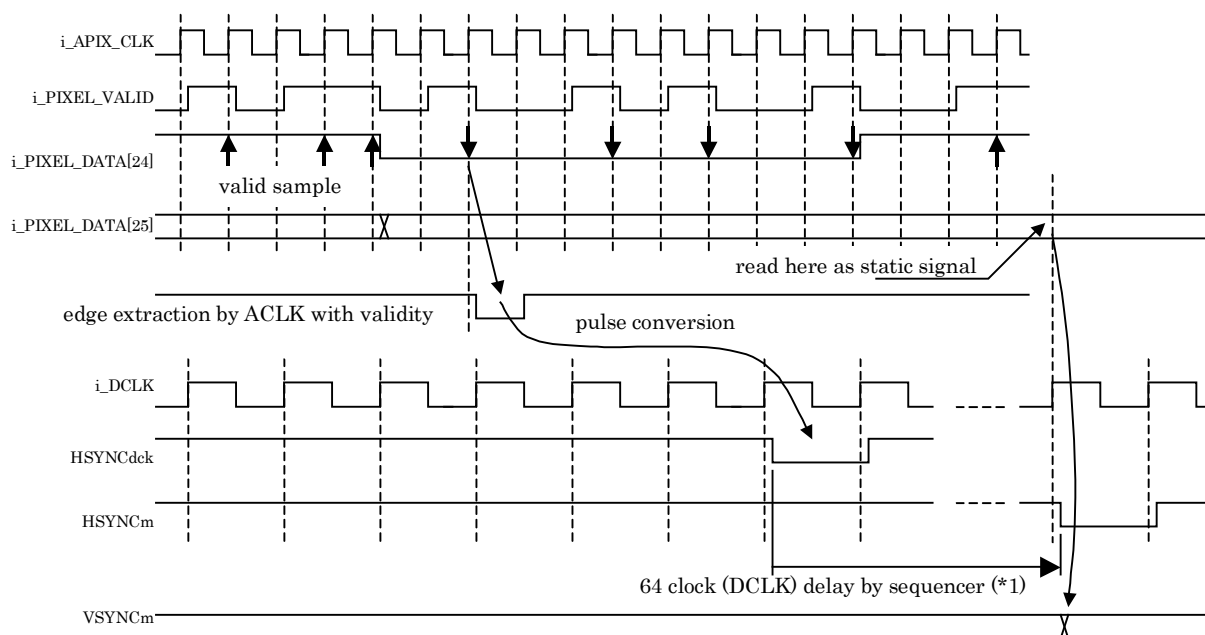 i_APIX_CLK
i_PIXEL_VALID
i_PIXEL_DATA[24]
valid sample
i_PIXEL_DATA[25]
read here as static signal
edge extraction by ACLK with validity
pulse conversion
i_DCLK
HSYNCdck
HSYNCm
64 clock (DCLK) delay by sequencer (*1)
VSYNCm